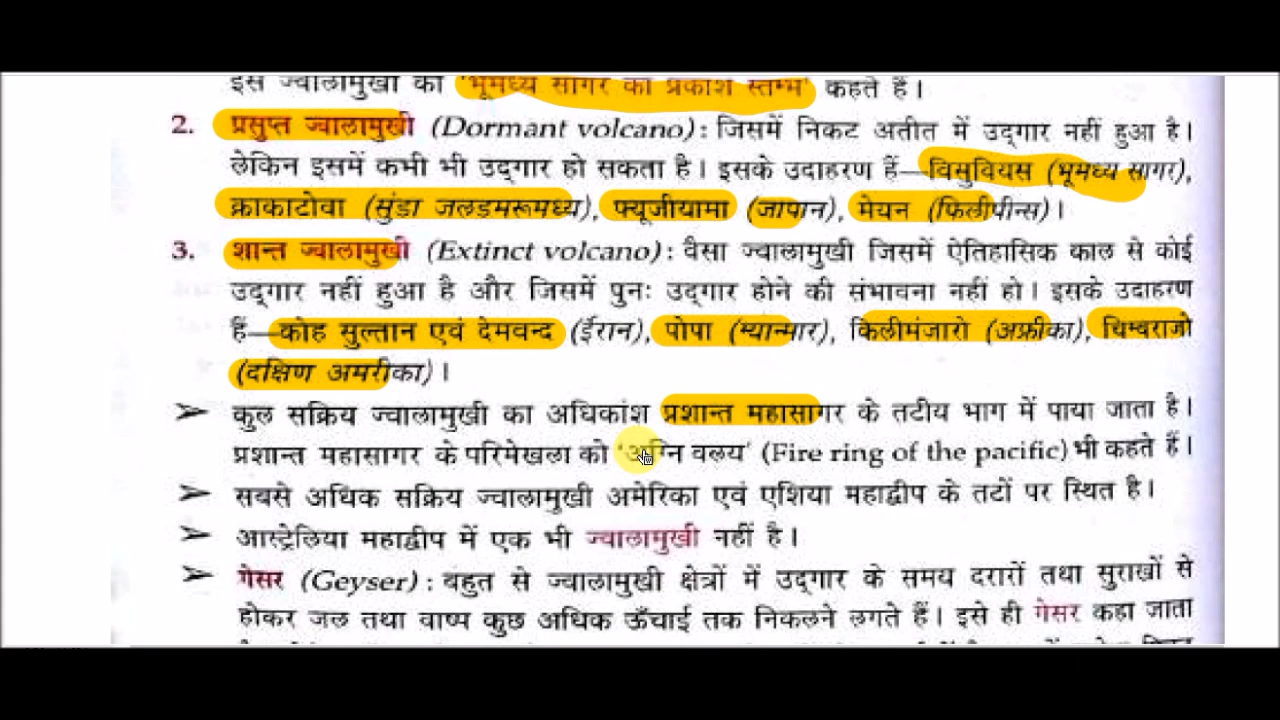 इस ज्वालामुखी को 'भूमध्य सागर का प्रकाश स्तम्भ' कहते हैं।
2. प्रसुप्त ज्वालामुखी (Dormant volcano) : जिसमें निकट अतीत में उद्गार नहीं हुआ है।
लेकिन इसमें कभी भी उद्गार हो सकता है। इसके उदाहरण हैं—विसुवियस (भूमध्य सागर),
क्राकाटोवा (सुंडा जलडमरूमध्य), फ्यूजीयामा (जापान), मेयन (फिलीपीन्स)।
3. शान्त ज्वालामुखी (Extinct volcano) : वैसा ज्वालामुखी जिसमें ऐतिहासिक काल से कोई
उद्गार नहीं हुआ है और जिसमें पुनः उद्गार होने की संभावना नहीं हो। इसके उदाहरण
हैं—कोह सुल्तान एवं देमवन्द (ईरान), पोपा (म्यान्मार), किलीमंजारो (अफ्रीका), चिम्बराजो
(दक्षिण अमरीका)।
➢ कुल सक्रिय ज्वालामुखी का अधिकांश प्रशान्त महासागर के तटीय भाग में पाया जाता है।
प्रशान्त महासागर के परिमेखला को 'अग्नि वलय' (Fire ring of the pacific) भी कहते हैं।
➢ सबसे अधिक सक्रिय ज्वालामुखी अमेरिका एवं एशिया महाद्वीप के तटों पर स्थित है।
➢ आस्ट्रेलिया महाद्वीप में एक भी ज्वालामुखी नहीं है।
➢ गेसर (Geyser) : बहुत से ज्वालामुखी क्षेत्रों में उद्गार के समय दरारों तथा सुराखों से
होकर जल तथा वाष्प कुछ अधिक ऊँचाई तक निकलने लगते हैं। इसे ही गेसर कहा जाता